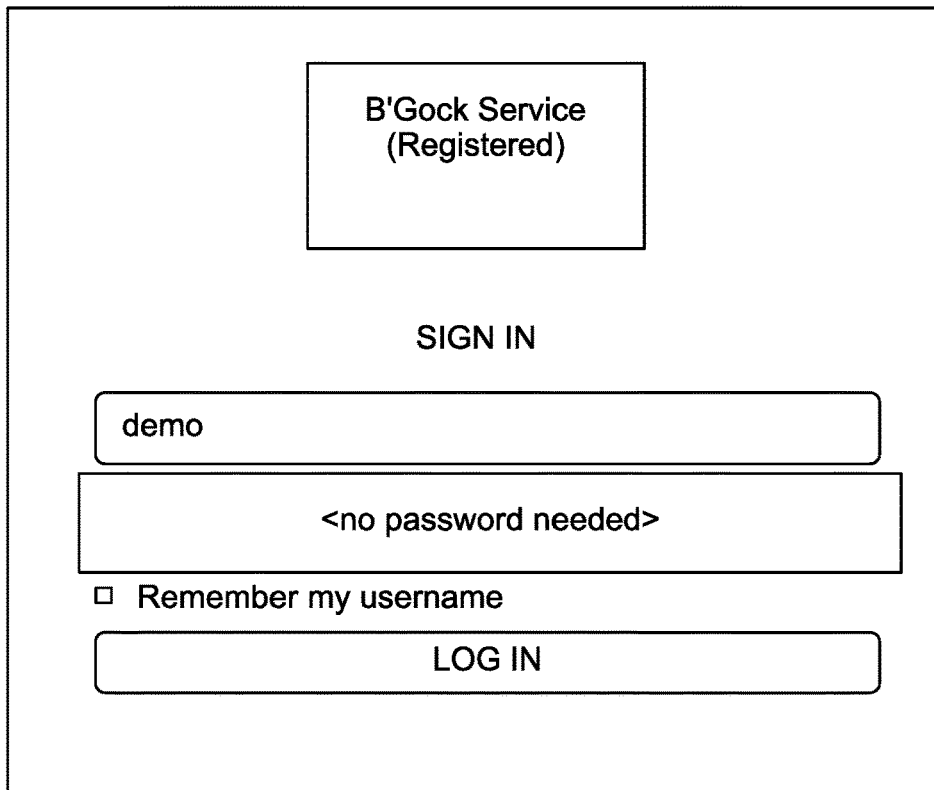 B'Gock Service
(Registered)
SIGN IN
demo
<no password needed>
Remember my username
LOG IN